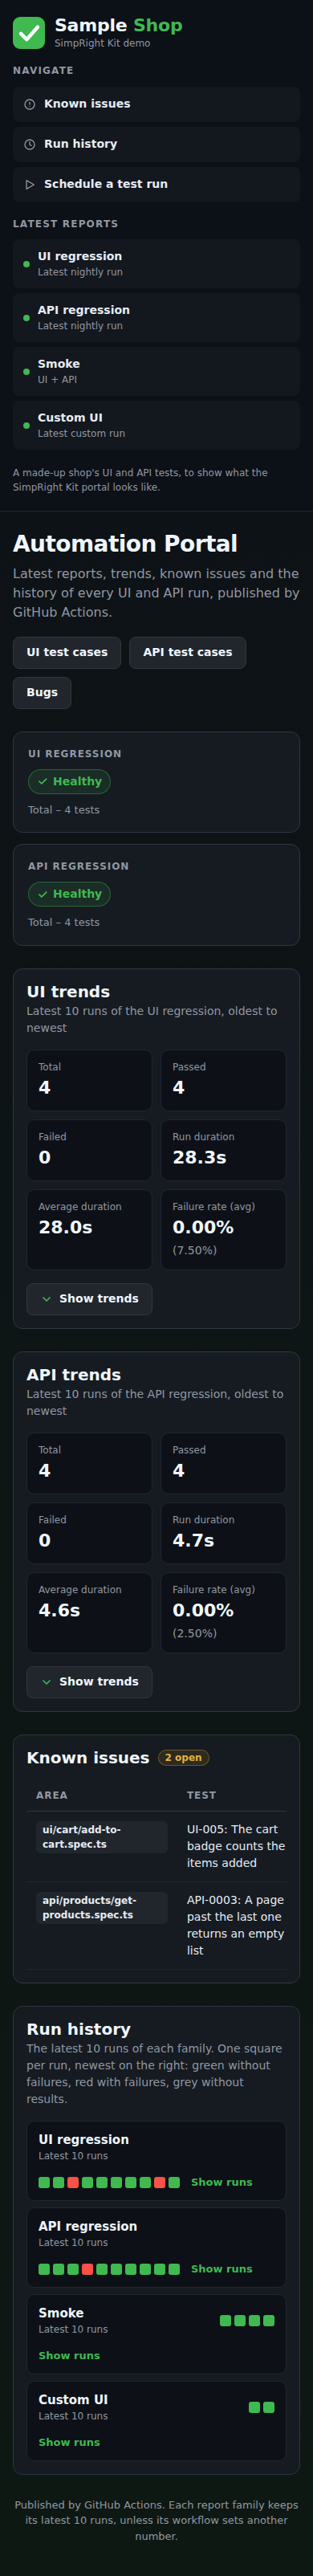 Sample Shop
SimpRight Kit demo
NAVIGATE
Known issues
Run history
Schedule a test run
LATEST REPORTS
UI regression
Latest nightly run
API regression
Latest nightly run
Smoke
UI + API
Custom UI
Latest custom run
A made-up shop's UI and API tests, to show what the
SimpRight Kit portal looks like.
Automation Portal
Latest reports, trends, known issues and the
history of every UI and API run, published by
GitHub Actions.
UI test cases
API test cases
Bugs
UI REGRESSION
Healthy
Total – 4 tests
API REGRESSION
Healthy
Total – 4 tests
UI trends
Latest 10 runs of the UI regression, oldest to
newest
Total
4
Passed
4
Failed
0
Run duration
28.3s
Average duration
28.0s
Failure rate (avg)
0.00%
(7.50%)
Show trends
API trends
Latest 10 runs of the API regression, oldest to
newest
Total
4
Passed
4
Failed
0
Run duration
4.7s
Average duration
4.6s
Failure rate (avg)
0.00%
(2.50%)
Show trends
Known issues 2 open
AREA TEST
ui/cart/add-to-
cart.spec.ts
UI-005: The cart
badge counts the
items added
api/products/get-
products.spec.ts
API-0003: A page
past the last one
returns an empty
list
Run history
The latest 10 runs of each family. One square
per run, newest on the right: green without
failures, red with failures, grey without
results.
UI regression
Latest 10 runs
Show runs
API regression
Latest 10 runs
Show runs
Smoke
Latest 10 runs
Show runs
Custom UI
Latest 10 runs
Show runs
Published by GitHub Actions. Each report family keeps
its latest 10 runs, unless its workflow sets another
number.